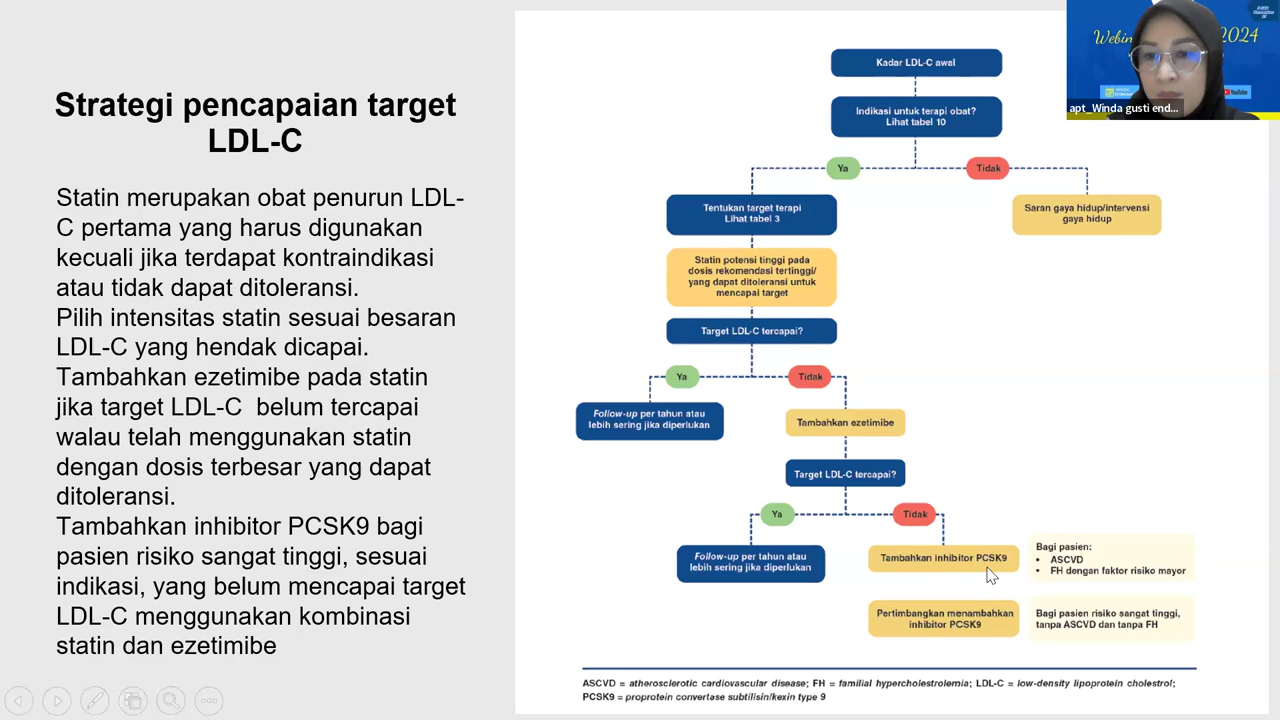 Strategi pencapaian target
LDL-C
Statin merupakan obat penurun LDL-
C pertama yang harus digunakan
kecuali jika terdapat kontraindikasi
atau tidak dapat ditoleransi.
Pilih intensitas statin sesuai besaran
LDL-C yang hendak dicapai.
Tambahkan ezetimibe pada statin
jika target LDL-C  belum tercapai
walau telah menggunakan statin
dengan dosis terbesar yang dapat
ditoleransi.
Tambahkan inhibitor PCSK9 bagi
pasien risiko sangat tinggi, sesuai
indikasi, yang belum mencapai target
LDL-C menggunakan kombinasi
statin dan ezetimibe
Kadar LDL-C awal
Indikasi untuk terapi obat?
Lihat tabel 10
Ya
Tidak
Tentukan target terapi
Lihat tabel 3
Saran gaya hidup/intervensi
gaya hidup
Statin potensi tinggi pada
dosis rekomendasi tertinggi/
yang dapat ditoleransi untuk
mencapai target
Target LDL-C tercapai?
Ya
Tidak
Follow-up per tahun atau
lebih sering jika diperlukan
Tambahkan ezetimibe
Target LDL-C tercapai?
Ya
Tidak
Follow-up per tahun atau
lebih sering jika diperlukan
Tambahkan inhibitor PCSK9
Bagi pasien:
• ASCVD
• FH dengan faktor risiko mayor
Pertimbangkan menambahkan
inhibitor PCSK9
Bagi pasien risiko sangat tinggi,
tanpa ASCVD dan tanpa FH
ASCVD = atherosclerotic cardiovascular disease; FH = familial hypercholestrolemia; LDL-C = low-density lipoprotein cholestrol;
PCSK9 = proprotein convertase subtilisin/kexin type 9
2024
YouTube
apt_Winda gusti end...